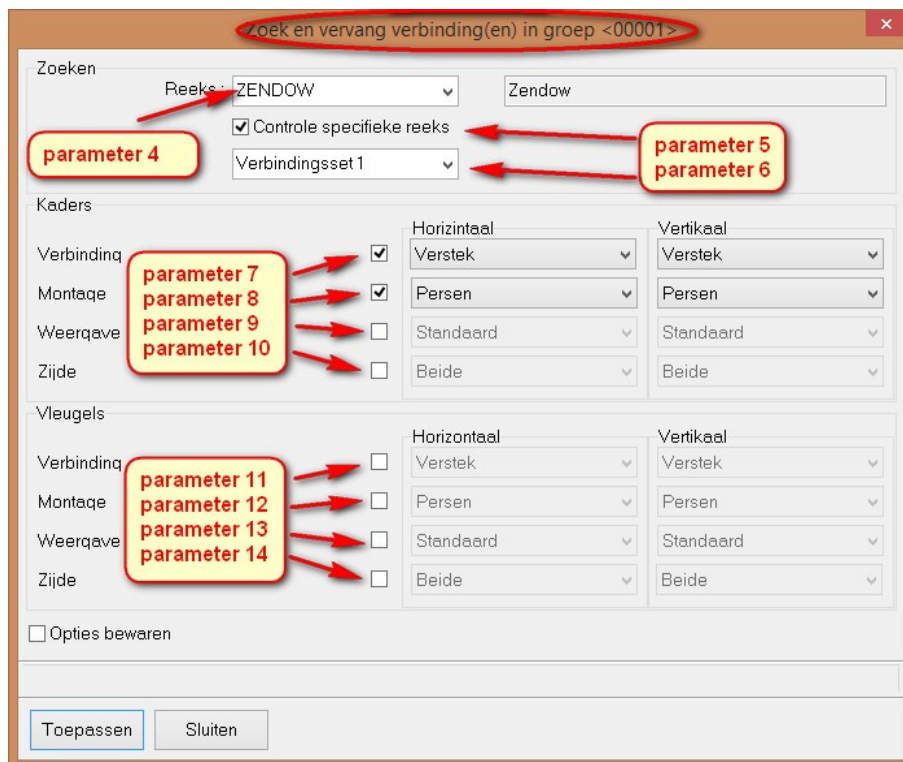 Zoek en vervang verbinding(en) in groep <00001>
Zoeken
Reeks : ZENDOW Zendow
Controle specifieke reeks
Verbindingsset 1
parameter 4
parameter 5
parameter 6
Kaders
Horizintaal Vertikaal
Verbinding Verstek Verstek
Montage Persen Persen
Weergave Standaard Standaard
Zijde Beide Beide
parameter 7
parameter 8
parameter 9
parameter 10
Vleugels
Horizontaal Vertikaal
Verbinding Verstek Verstek
Montage Persen Persen
Weergave Standaard Standaard
Zijde Beide Beide
parameter 11
parameter 12
parameter 13
parameter 14
Opties bewaren
Toepassen Sluiten